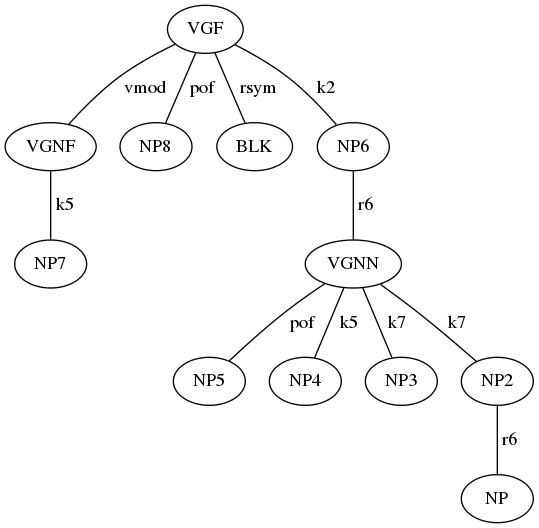 VGF
vmod pof rsym k2
VGNF NP8 BLK NP6
k5 r6
NP7 VGNN
pof k5 k7 k7
NP5 NP4 NP3 NP2
r6
NP